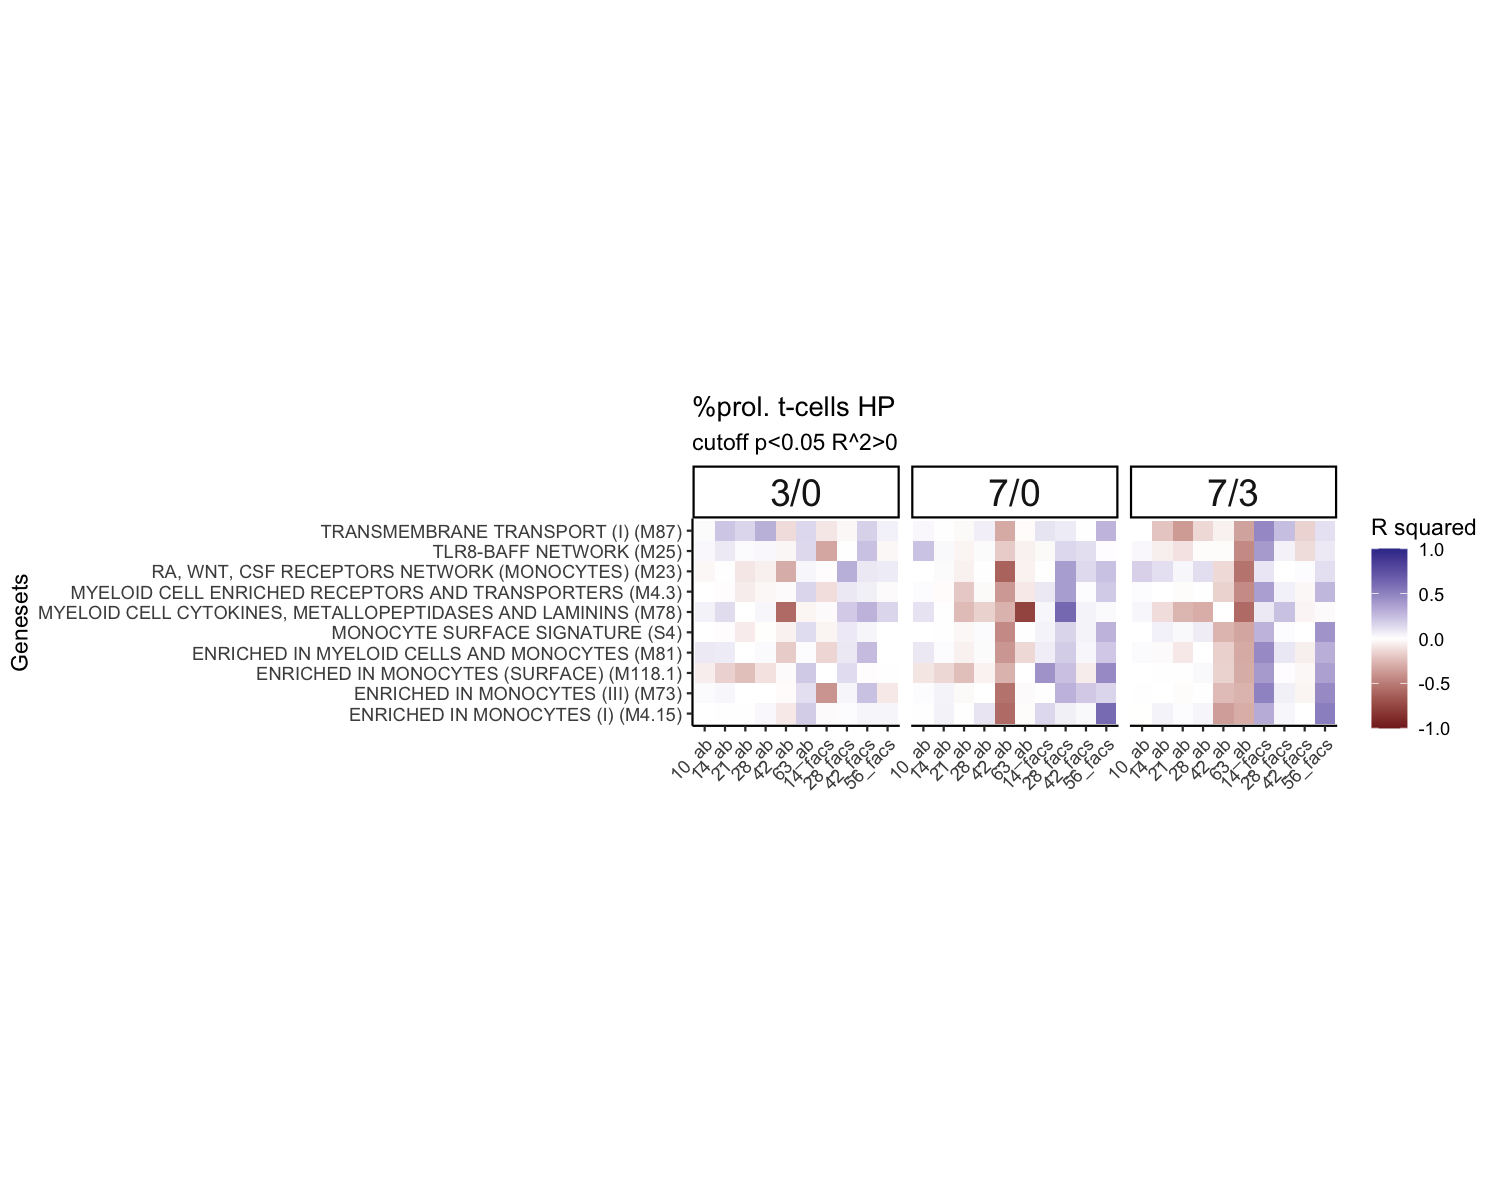 %prol. t-cells HP
cutoff p<0.05 R^2>0
3/0 7/0 7/3
Genesets
TRANSMEMBRANE TRANSPORT (I) (M87)
TLR8-BAFF NETWORK (M25)
RA, WNT, CSF RECEPTORS NETWORK (MONOCYTES) (M23)
MYELOID CELL ENRICHED RECEPTORS AND TRANSPORTERS (M4.3)
MYELOID CELL CYTOKINES, METALLOPEPTIDASES AND LAMININS (M78)
MONOCYTE SURFACE SIGNATURE (S4)
ENRICHED IN MYELOID CELLS AND MONOCYTES (M81)
ENRICHED IN MONOCYTES (SURFACE) (M118.1)
ENRICHED IN MONOCYTES (III) (M73)
ENRICHED IN MONOCYTES (I) (M4.15)
10_ab 14_ab 21_ab 28_ab 42_ab 63_ab 14_facs 28_facs 42_facs 56_facs
10_ab 14_ab 21_ab 28_ab 42_ab 63_ab 14_facs 28_facs 42_facs 56_facs
10_ab 14_ab 21_ab 28_ab 42_ab 63_ab 14_facs 28_facs 42_facs 56_facs
R squared
1.0
0.5
0.0
-0.5
-1.0